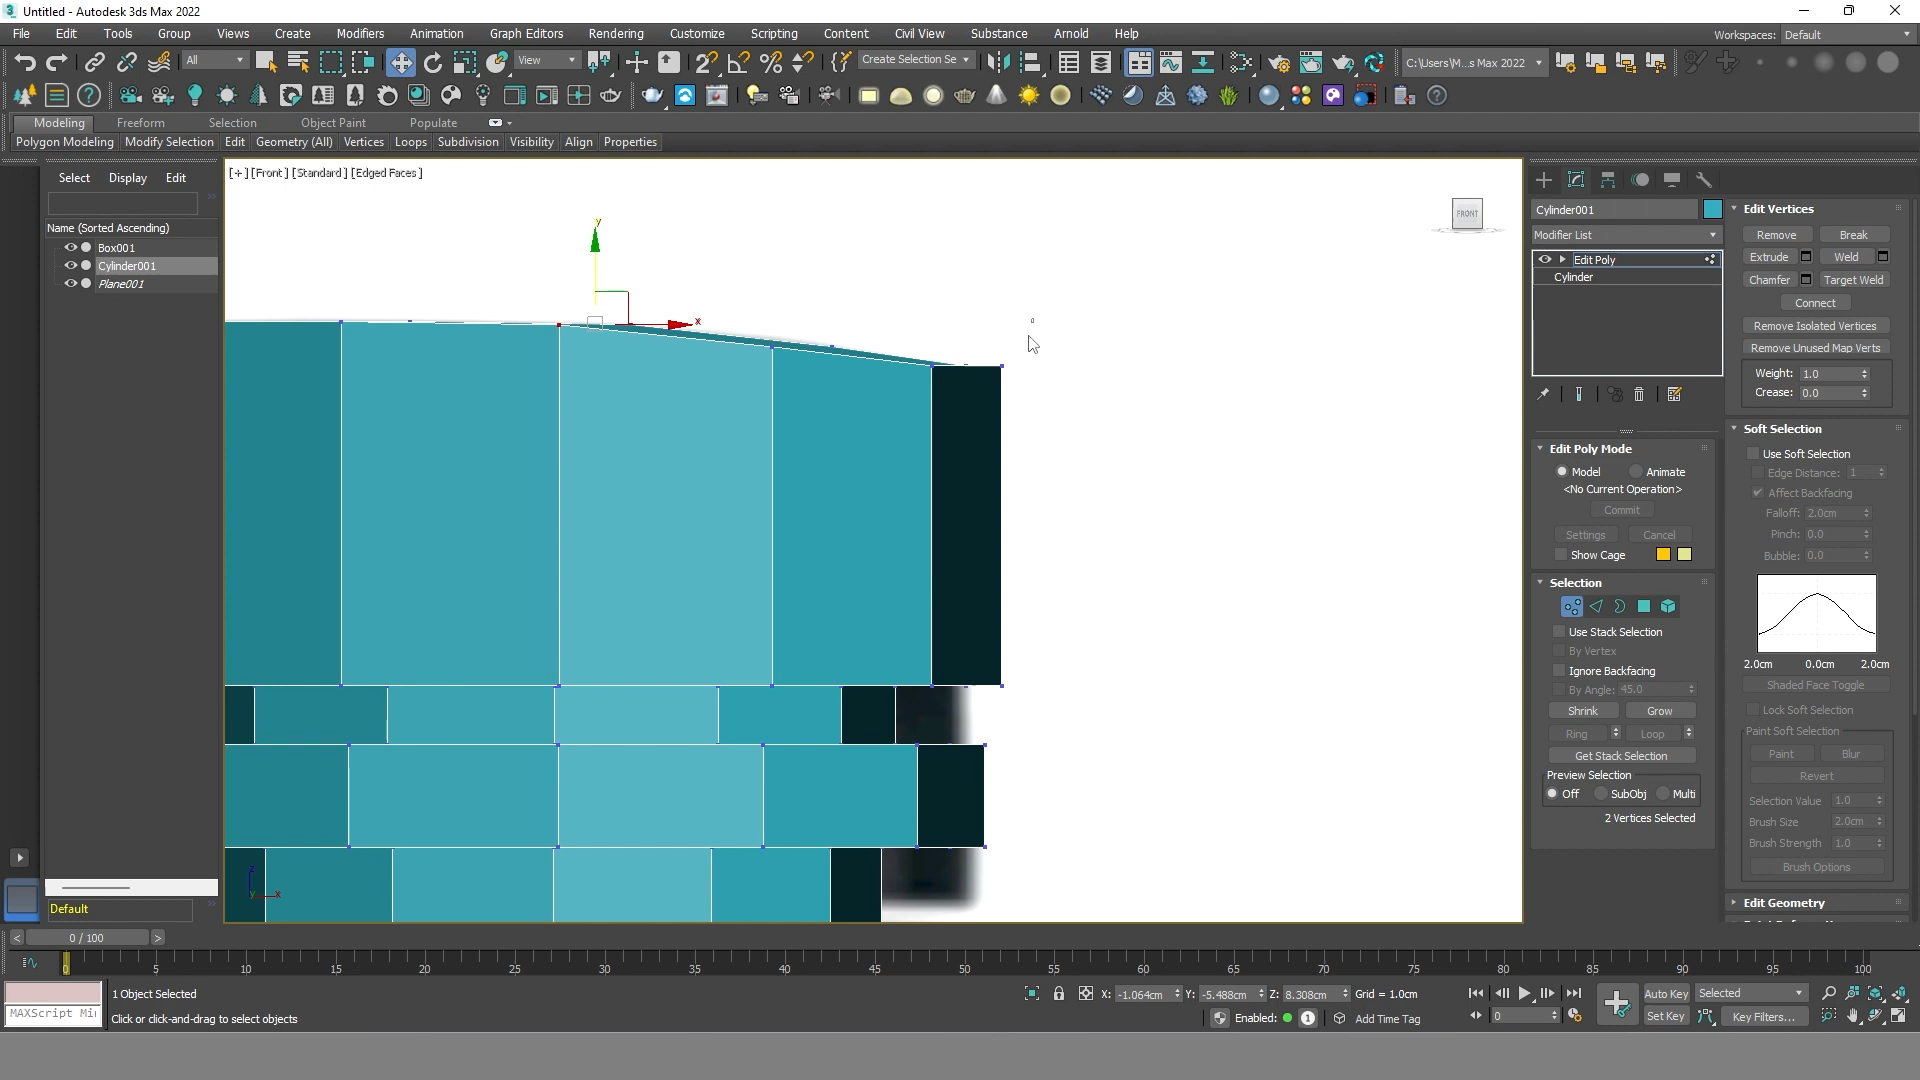 Untitled - Autodesk 3ds Max 2022
File Edit Tools Group Views Create Modifiers Animation Graph Editors Rendering Customize Scripting Content Civil View Substance Arnold Help
Workspaces: Default
All View Create Selection Se C:\Users\M...s Max 2022
Modeling Freeform Selection Object Paint Populate
Polygon Modeling Modify Selection Edit Geometry (All) Vertices Loops Subdivision Visibility Align Properties
Select Display Edit
Name (Sorted Ascending)
Box001
Cylinder001
Plane001
Default
[+] [Front] [Standard] [Edged Faces]
y
x
FRONT
z
x
Cylinder001
Modifier List
Edit Poly
Cylinder
Edit Poly Mode
Model Animate
<No Current Operation>
Commit
Settings Cancel
Show Cage
Selection
Use Stack Selection
By Vertex
Ignore Backfacing
By Angle: 45.0
Shrink Grow
Ring Loop
Get Stack Selection
Preview Selection
Off SubObj Multi
2 Vertices Selected
Edit Vertices
Remove Break
Extrude Weld
Chamfer Target Weld
Connect
Remove Isolated Vertices
Remove Unused Map Verts
Weight: 1.0
Crease: 0.0
Soft Selection
Use Soft Selection
Edge Distance: 1
Affect Backfacing
Falloff: 2.0cm
Pinch: 0.0
Bubble: 0.0
2.0cm 0.0cm 2.0cm
Shaded Face Toggle
Lock Soft Selection
Paint Soft Selection
Paint Blur
Revert
Selection Value 1.0
Brush Size 2.0cm
Brush Strength 1.0
Brush Options
Edit Geometry
< 0 / 100 >
0 5 10 15 20 25 30 35 40 45 50 55 60 65 70 75 80 85 90 95 100
1 Object Selected
X: -1.064cm Y: -5.488cm Z: 8.308cm Grid = 1.0cm
Auto Key Selected
MAXScript Mi
Click or click-and-drag to select objects
Enabled: 1 Add Time Tag
0
Set Key Key Filters...